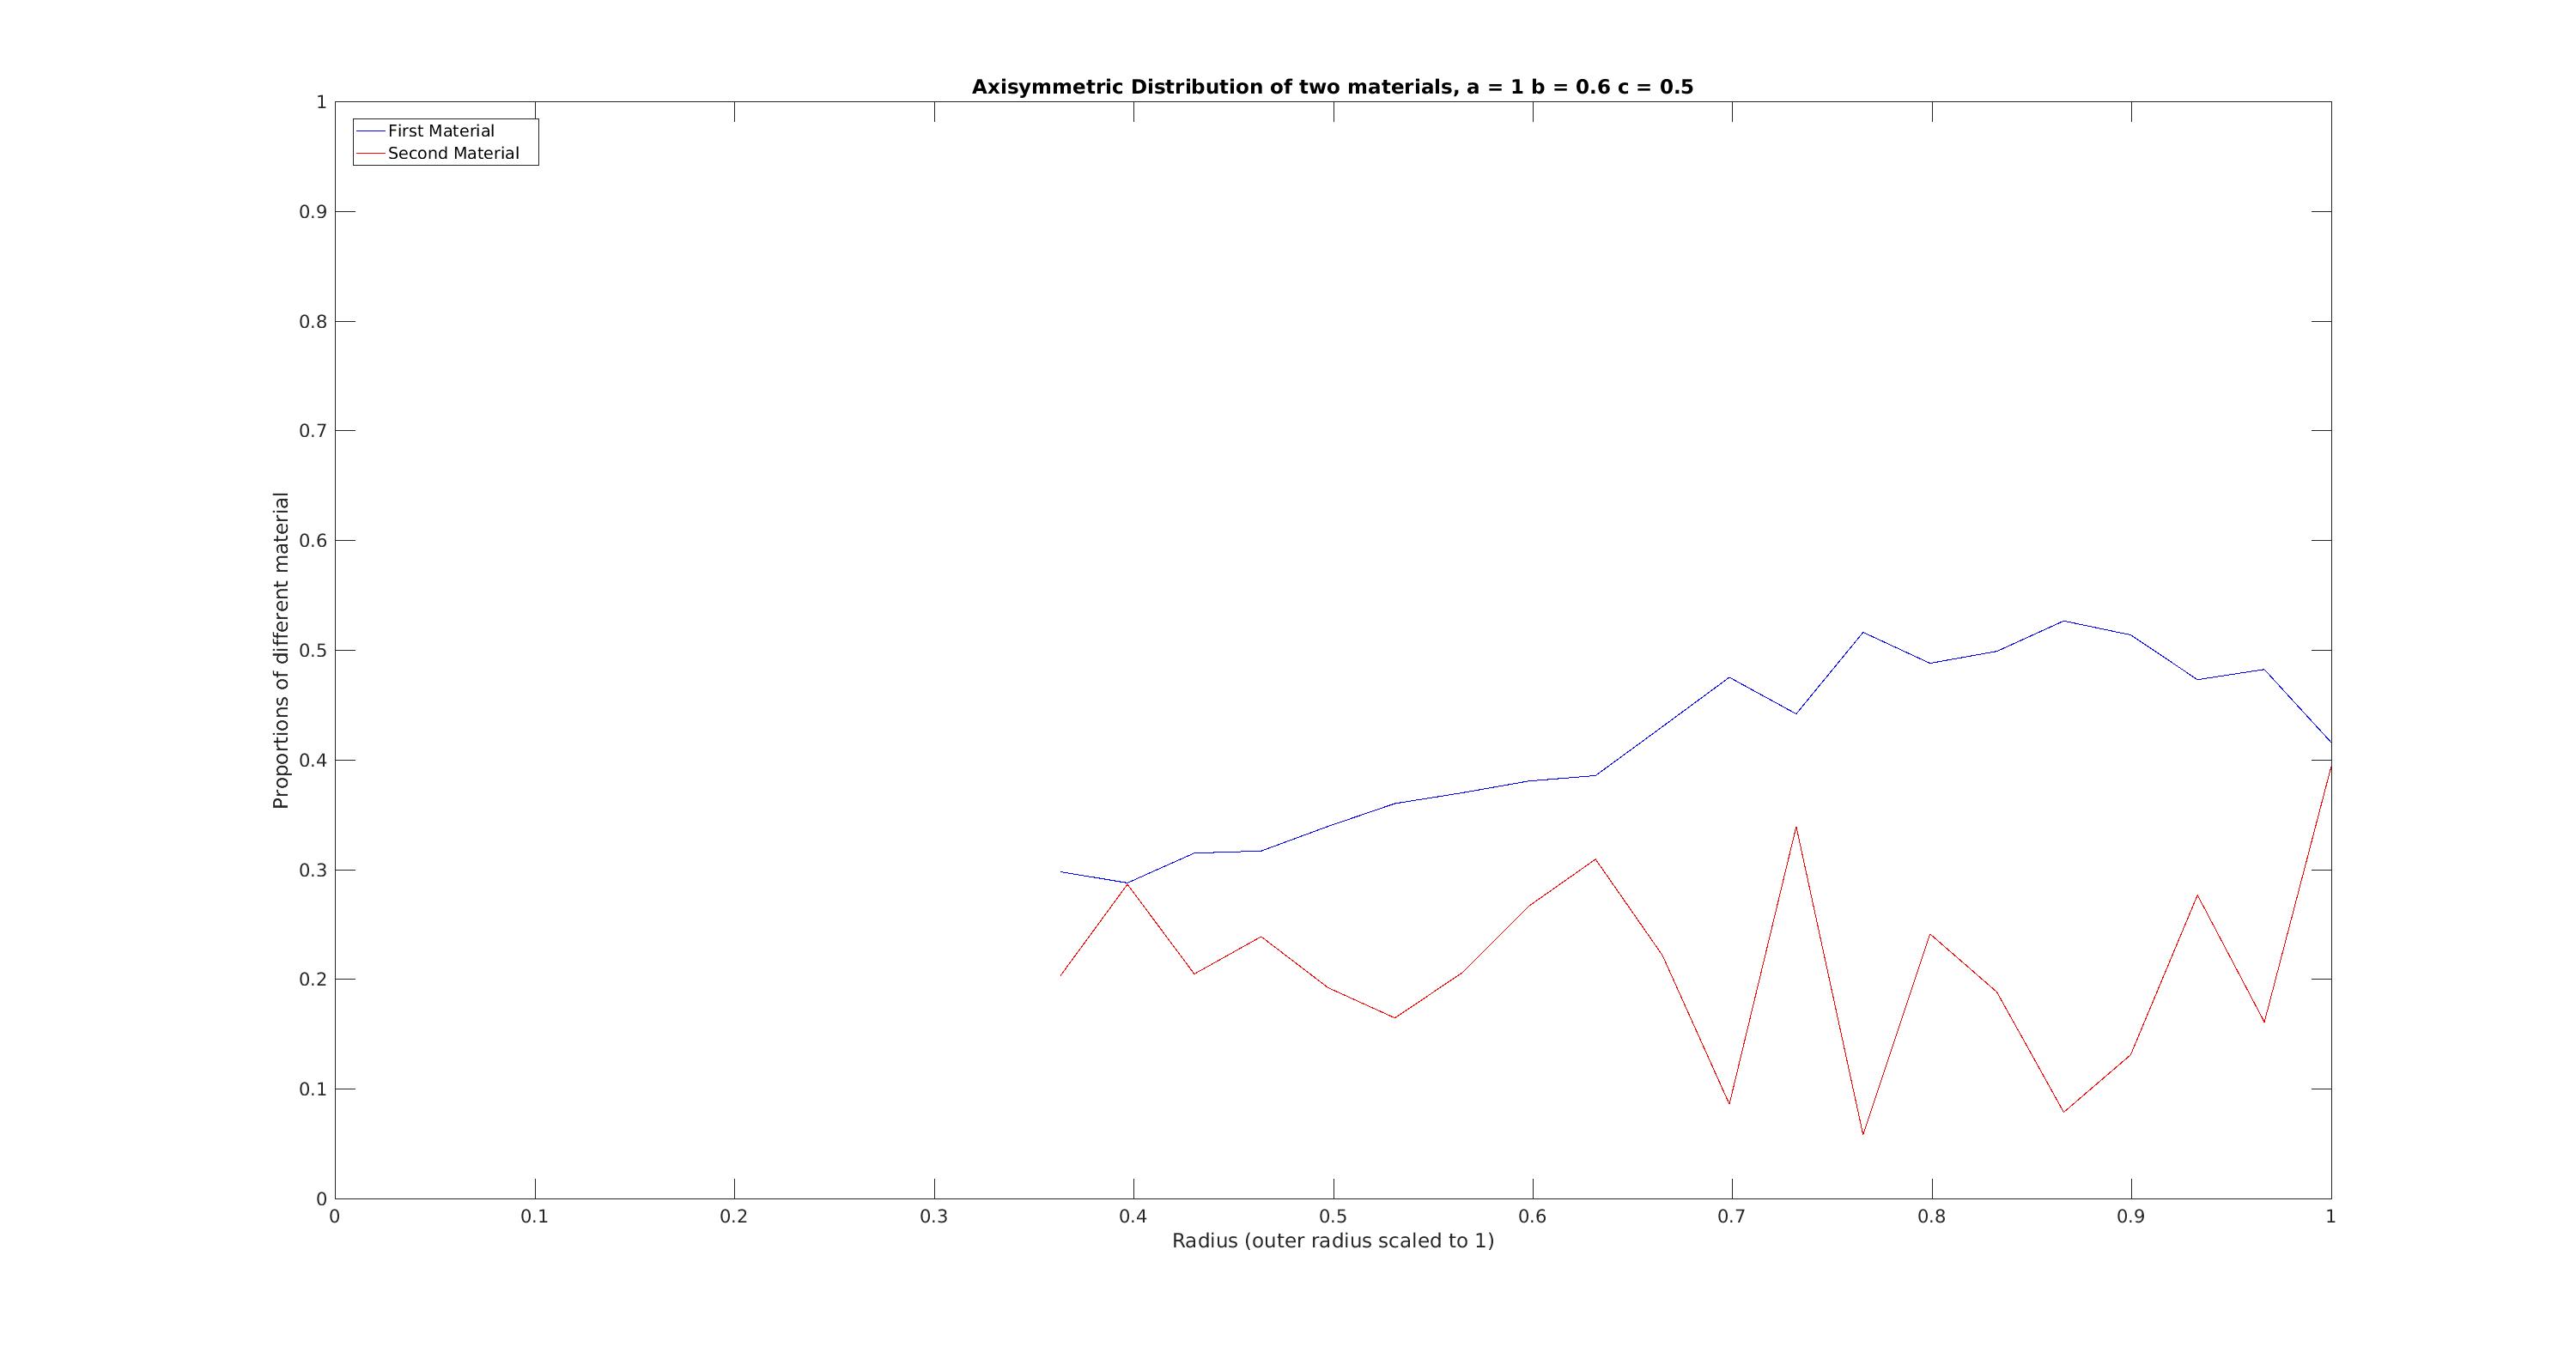 Axisymmetric Distribution of two materials, a = 1 b = 0.6 c = 0.5
First Material
Second Material
Proportions of different material
1
0.9
0.8
0.7
0.6
0.5
0.4
0.3
0.2
0.1
0
0 0.1 0.2 0.3 0.4 0.5 0.6 0.7 0.8 0.9 1
Radius (outer radius scaled to 1)